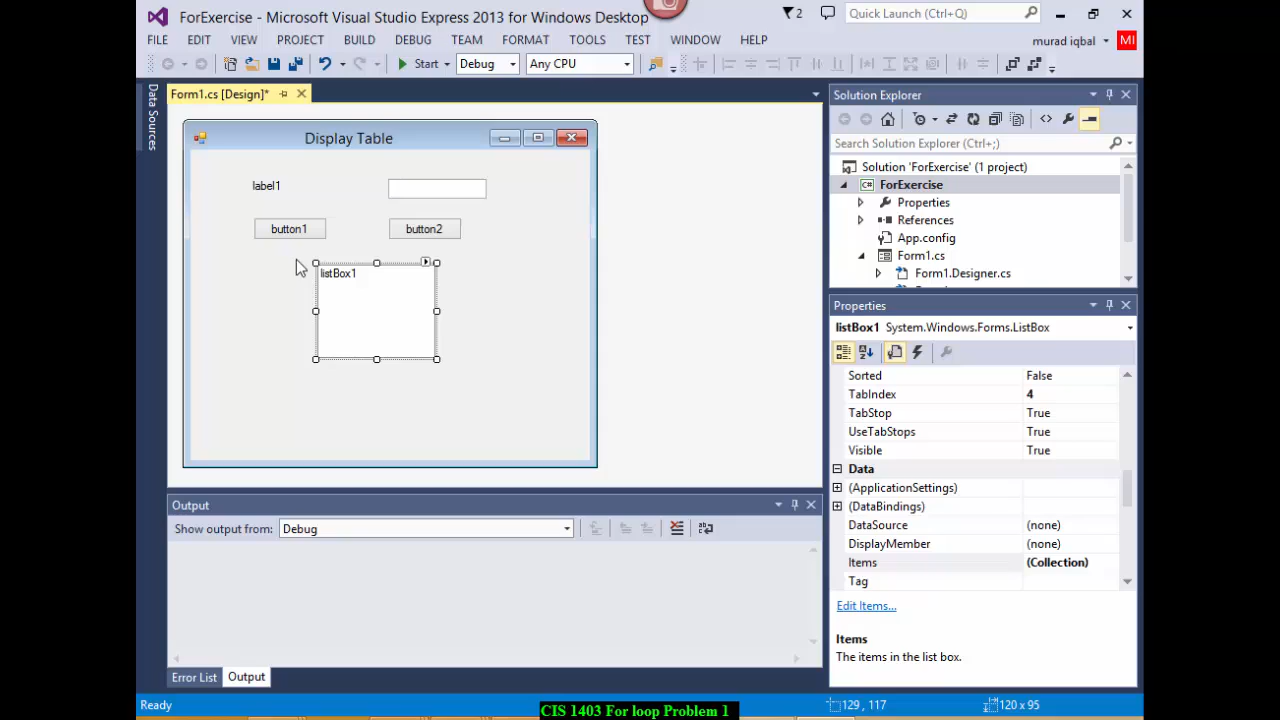 ForExercise - Microsoft Visual Studio Express 2013 for Windows Desktop
2
Quick Launch (Ctrl+Q)
FILE EDIT VIEW PROJECT BUILD DEBUG TEAM FORMAT TOOLS TEST WINDOW HELP
murad iqbal
MI
Start
Debug
Any CPU
Data Sources
Form1.cs [Design]*
Display Table
label1
button1
button2
listBox1
Solution Explorer
Search Solution Explorer (Ctrl+;)
Solution 'ForExercise' (1 project)
C# ForExercise
Properties
References
App.config
Form1.cs
Form1.Designer.cs
Properties
listBox1 System.Windows.Forms.ListBox
Sorted False
TabIndex 4
TabStop True
UseTabStops True
Visible True
Data
(ApplicationSettings)
(DataBindings)
DataSource (none)
DisplayMember (none)
Items (Collection)
Tag
Edit Items...
Items
The items in the list box.
Output
Show output from: Debug
Error List Output
Ready
129, 117
120 x 95
CIS 1403 For loop Problem 1